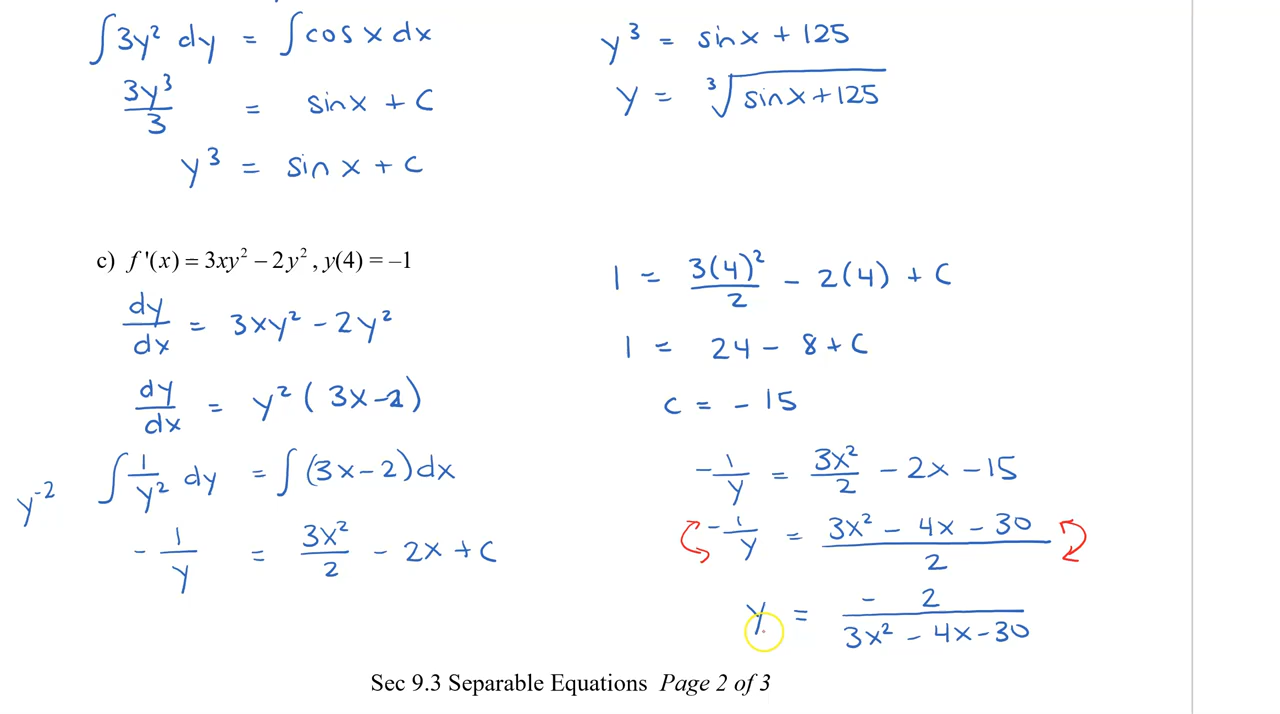 ∫ 3y² dy = ∫ cos x dx
3y³/3 = sin x + C
y³ = sin x + C
y³ = sin x + 125
y = ³√(sin x + 125)
c) f '(x) = 3xy² − 2y² , y(4) = −1
dy/dx = 3xy² − 2y²
dy/dx = y² ( 3x − 2 )
y⁻²
∫ 1/y² dy = ∫ (3x − 2) dx
− 1/y = 3x²/2 − 2x + C
1 = 3(4)²/2 − 2(4) + C
1 = 24 − 8 + C
C = − 15
− 1/y = 3x²/2 − 2x − 15
− 1/y = (3x² − 4x − 30)/2
y = − 2/(3x² − 4x − 30)
Sec 9.3 Separable Equations Page 2 of 3